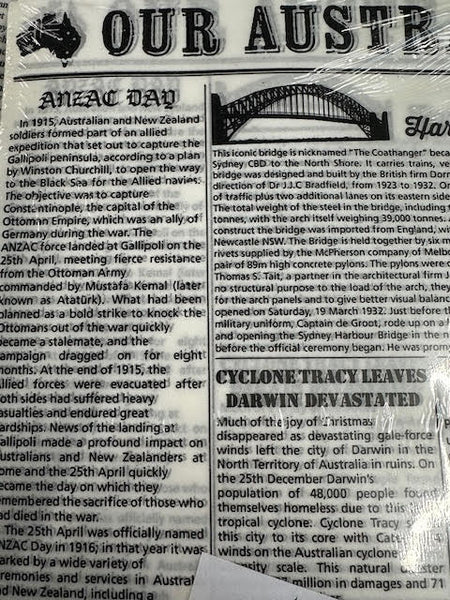 OUR AUSTR
ANZAC DAY
In 1915, Australian and New Zealand
soldiers formed part of an allied
expedition that set out to capture the
Gallipoli peninsula, according to a plan
by Winston Churchill, to open the way
to the Black Sea for the Allied navies.
The objective was to capture
Constantinople, the capital of the
Ottoman Empire, which was an ally of
Germany during the war. The
ANZAC force landed at Gallipoli on the
25th April, meeting fierce resistance
from the Ottoman Army
commanded by Mustafa Kemal (later
known as Atatürk). What had been
planned as a bold strike to knock the
Ottomans out of the war quickly
became a stalemate, and the
ampaign dragged on for eight
months. At the end of 1915, the
Allied forces were evacuated after
oth sides had suffered heavy
asualties and endured great
ardships. News of the landing at
allipoli made a profound impact on
ustralians and New Zealanders at
ome and the 25th April quickly
ecame the day on which they
emembered the sacrifice of those who
ad died in the war.
The 25th April was officially named
NZAC Day in 1916; in that year it was
arked by a wide variety of
eremonies and services in Austral
nd New Zealand, including a
Har
This iconic bridge is nicknamed "The Coathanger" beca
Sydney CBD to the North Shore. It carries trains, ve
bridge was designed and built by the British firm Dorm
direction of Dr J.J.C Bradfield, from 1923 to 1932. Or
of traffic plus two additional lanes on its eastern side
The total weight of the steel in the bridge, including t
tonnes, with the arch itself weighing 39,000 tonnes.
construct the bridge was imported from England, wi
Newcastle NSW. The Bridge is held together by six m
rivets supplied by the McPherson company of Melbo
pair of 89m high concrete pylons. The pylons were d
Thomas S. Tait, a partner in the architectural firm J
no structural purpose to the load of the arch, they
for the arch panels and to give better visual balanc
opened on Saturday, 19 March 1932. Just before th
military uniform, Captain de Groot, rode up on a h
and opening the Sydney Harbour Bridge in the n
before the official ceremony began. He was prom
CYCLONE TRACY LEAVES
DARWIN DEVASTATED
Much of the joy of Christmas
disappeared as devastating gale-force
winds left the city of Darwin in the
North Territory of Australia in ruins. On
the 25th December Darwin's
population of 48,000 people found
themselves homeless due to this
tropical cyclone. Cyclone Tracy
this city to its core with Cat
winds on the Australian cyclone
scale. This natural
million in damages and 71